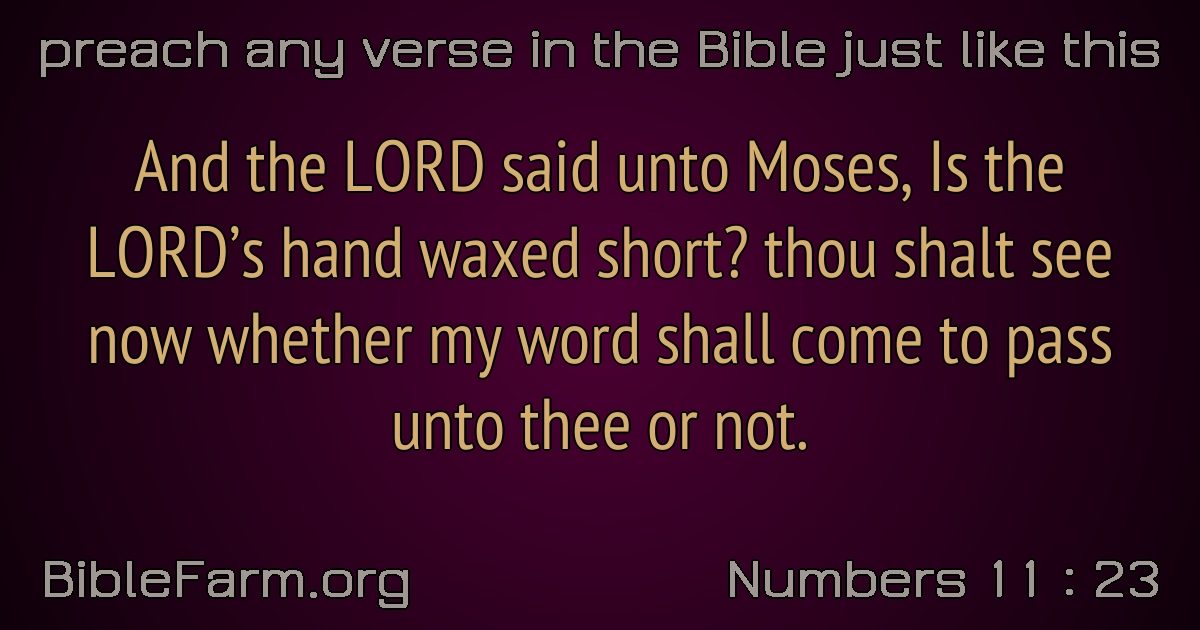 preach any verse in the Bible just like this
And the LORD said unto Moses, Is the
LORD’s hand waxed short? thou shalt see
now whether my word shall come to pass
unto thee or not.
BibleFarm.org
Numbers 11 : 23